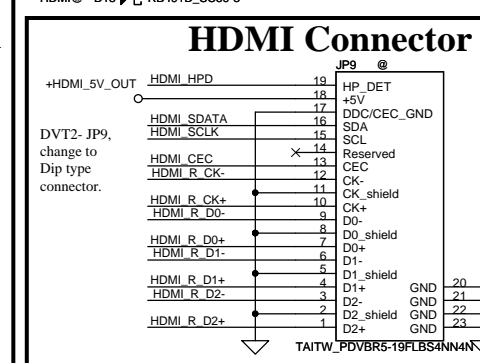 HDMI Connector
JP9 @
+HDMI_5V_OUT
HDMI_HPD 19 HP_DET
18 +5V
17 DDC/CEC_GND
HDMI_SDATA 16 SDA
HDMI_SCLK 15 SCL
14 Reserved
HDMI_CEC 13 CEC
HDMI_R_CK- 12 CK-
11 CK_shield
HDMI_R_CK+ 10 CK+
HDMI_R_D0- 9 D0-
8 D0_shield
HDMI_R_D0+ 7 D0+
HDMI_R_D1- 6 D1-
5 D1_shield
HDMI_R_D1+ 4 D1+ GND 20
HDMI_R_D2- 3 D2- GND 21
2 D2_shield GND 22
HDMI_R_D2+ 1 D2+ GND 23
TAITW_PDVBR5-19FLBS4NN4N
DVT2- JP9,
change to
Dip type
connector.